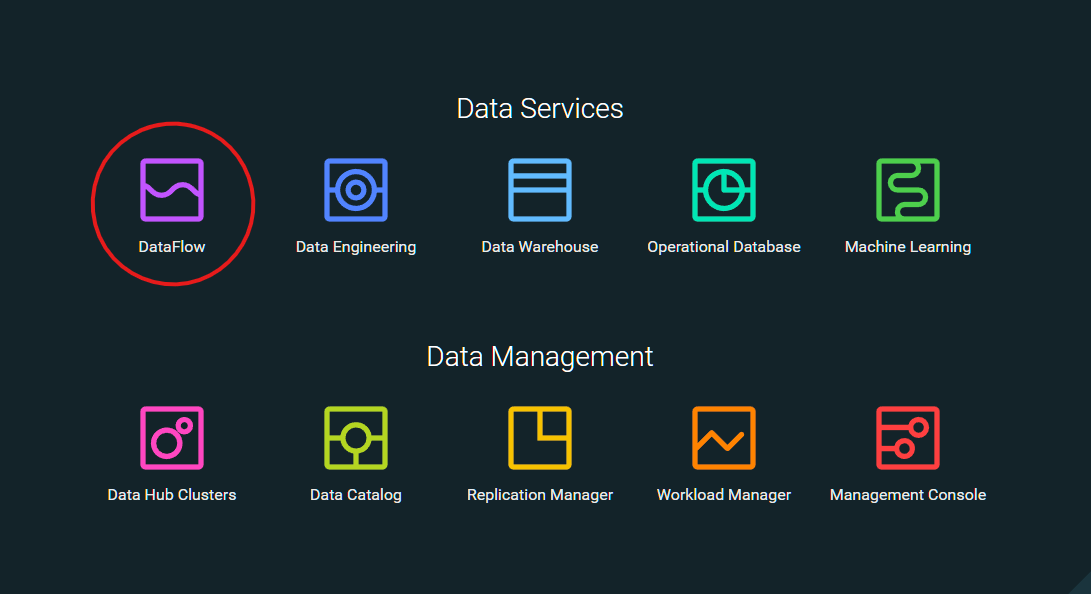 Data Services
DataFlow
Data Engineering
Data Warehouse
Operational Database
Machine Learning
Data Management
Data Hub Clusters
Data Catalog
Replication Manager
Workload Manager
Management Console